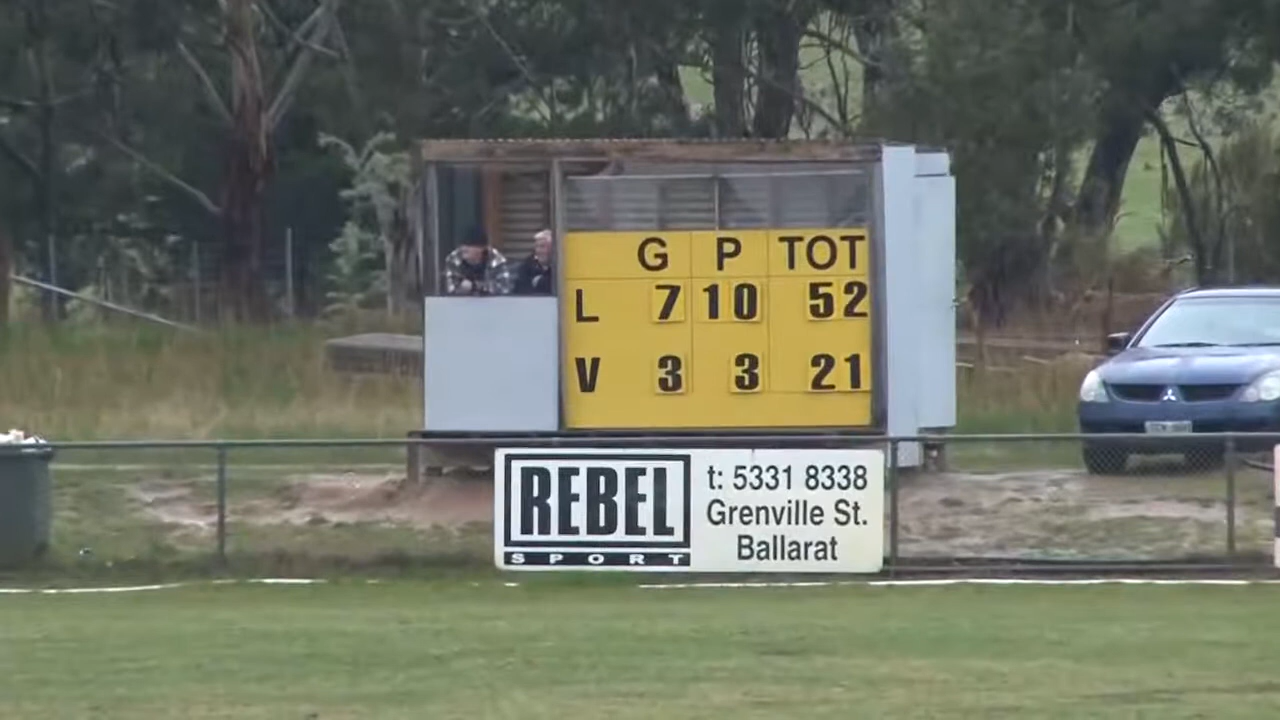 G P TOT
L 7 10 52
V 3 3 21
REBEL
SPORT
t: 5331 8338
Grenville St.
Ballarat